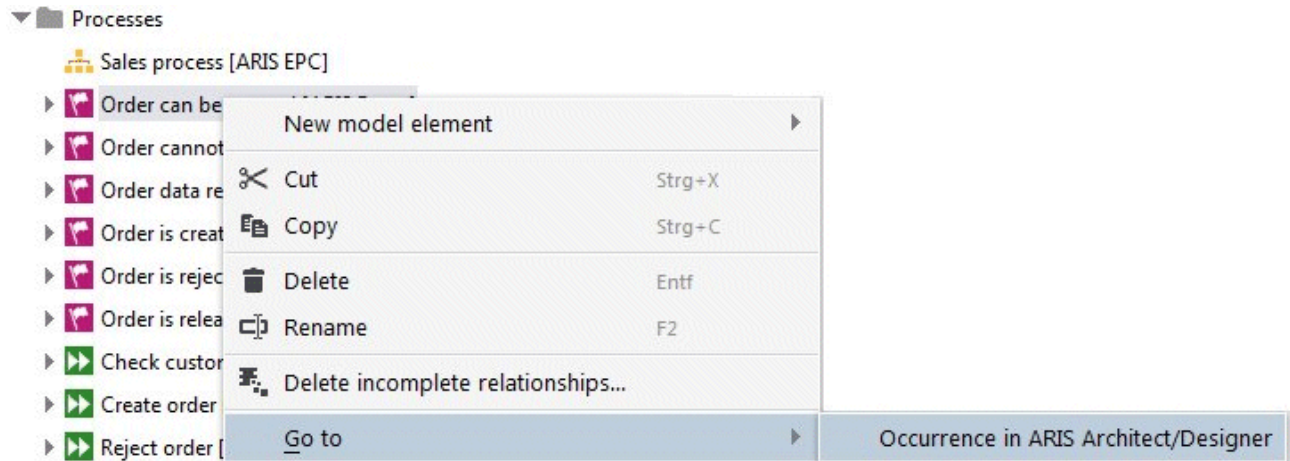 Processes
Sales process [ARIS EPC]
Order can be
New model element
Order cannot
Cut Strg+X
Order data re
Copy Strg+C
Order is creat
Order is rejec
Delete Entf
Order is relea
Rename F2
Check custor
Delete incomplete relationships...
Create order
Go to Occurrence in ARIS Architect/Designer
Reject order [